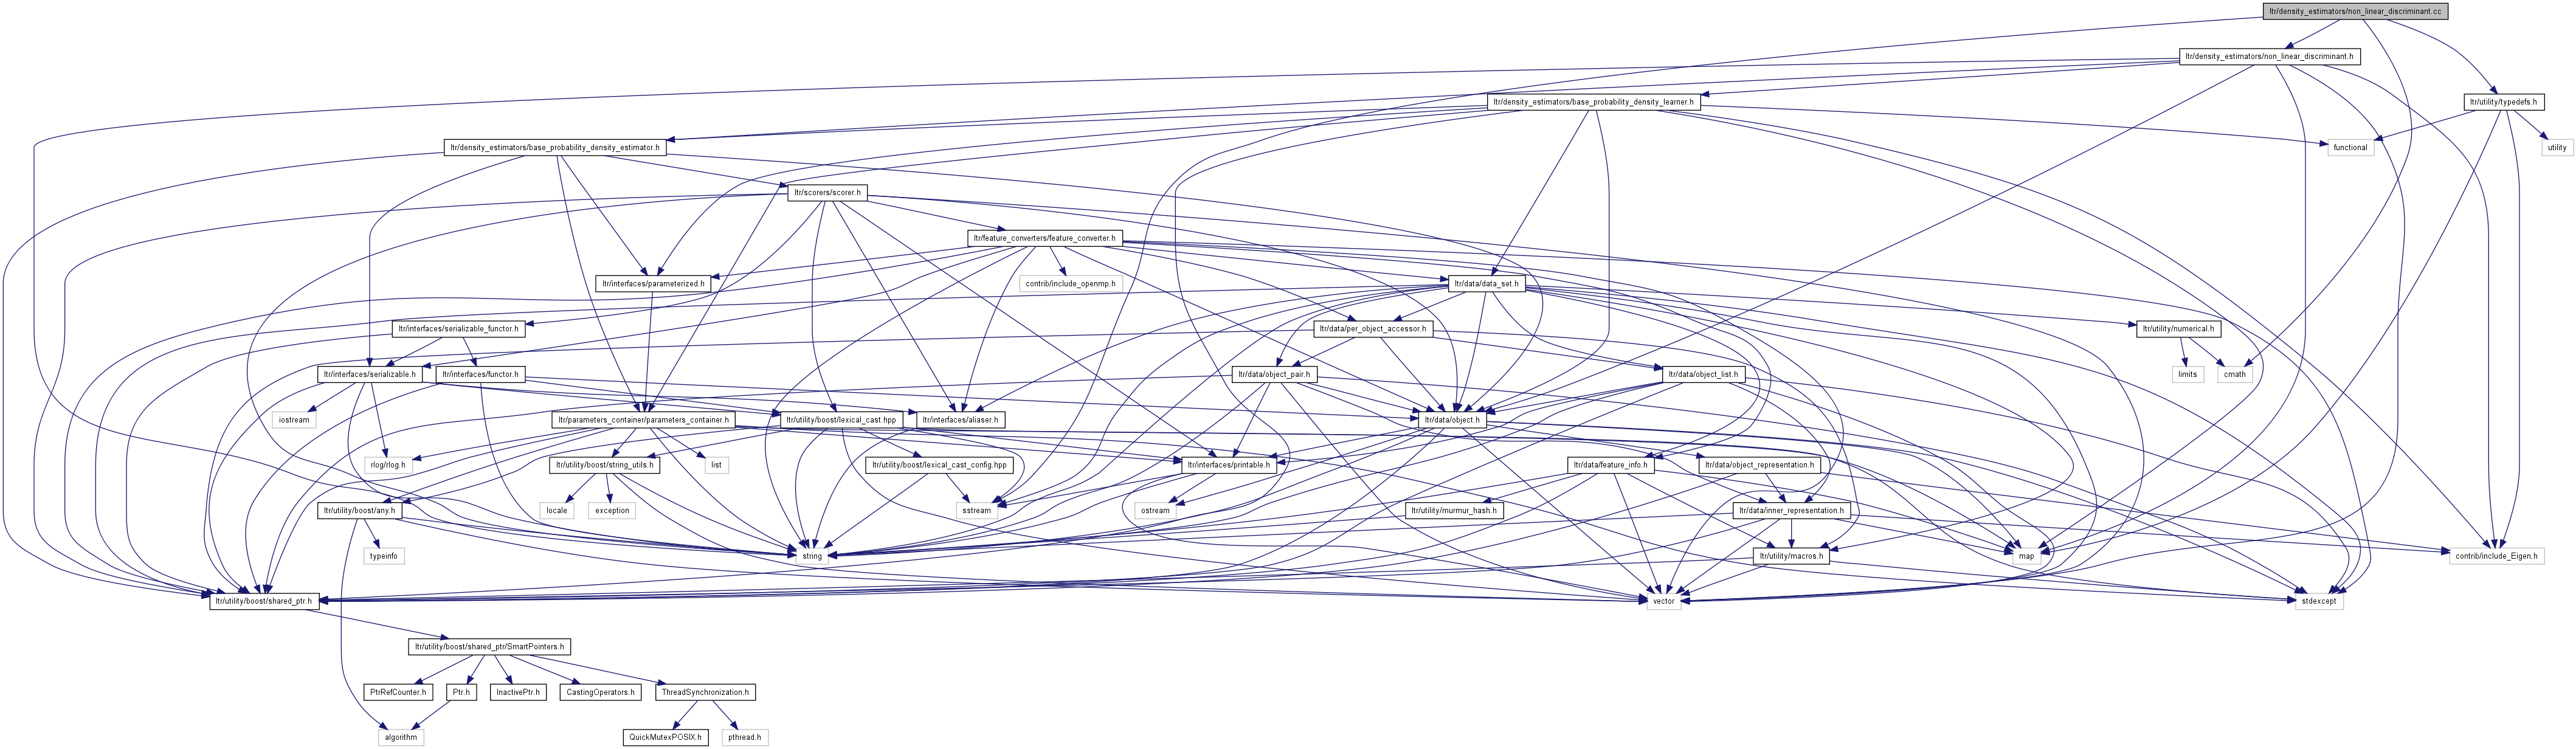 ltr/density_estimators/non_linear_discriminant.cc
ltr/density_estimators/non_linear_discriminant.h
ltr/density_estimators/base_probability_density_learner.h
ltr/utility/typedefs.h
ltr/density_estimators/base_probability_density_estimator.h
functional
utility
ltr/scorers/scorer.h
ltr/feature_converters/feature_converter.h
ltr/interfaces/parameterized.h
contrib/include_openmp.h
ltr/data/data_set.h
ltr/interfaces/serializable_functor.h
ltr/data/per_object_accessor.h
ltr/utility/numerical.h
ltr/interfaces/serializable.h
ltr/interfaces/functor.h
ltr/data/object_pair.h
ltr/data/object_list.h
limits
cmath
iostream
ltr/parameters_container/parameters_container.h
ltr/utility/boost/lexical_cast.hpp
ltr/interfaces/aliaser.h
ltr/data/object.h
rlog/rlog.h
ltr/utility/boost/string_utils.h
list
ltr/utility/boost/lexical_cast_config.hpp
ltr/interfaces/printable.h
ltr/data/feature_info.h
ltr/data/object_representation.h
ltr/utility/boost/any.h
locale
exception
sstream
ostream
ltr/utility/murmur_hash.h
ltr/data/inner_representation.h
typeinfo
string
ltr/utility/macros.h
map
contrib/include_Eigen.h
ltr/utility/boost/shared_ptr.h
vector
stdexcept
ltr/utility/boost/shared_ptr/SmartPointers.h
PtrRefCounter.h
Ptr.h
InactivePtr.h
CastingOperators.h
ThreadSynchronization.h
algorithm
QuickMutexPOSIX.h
pthread.h